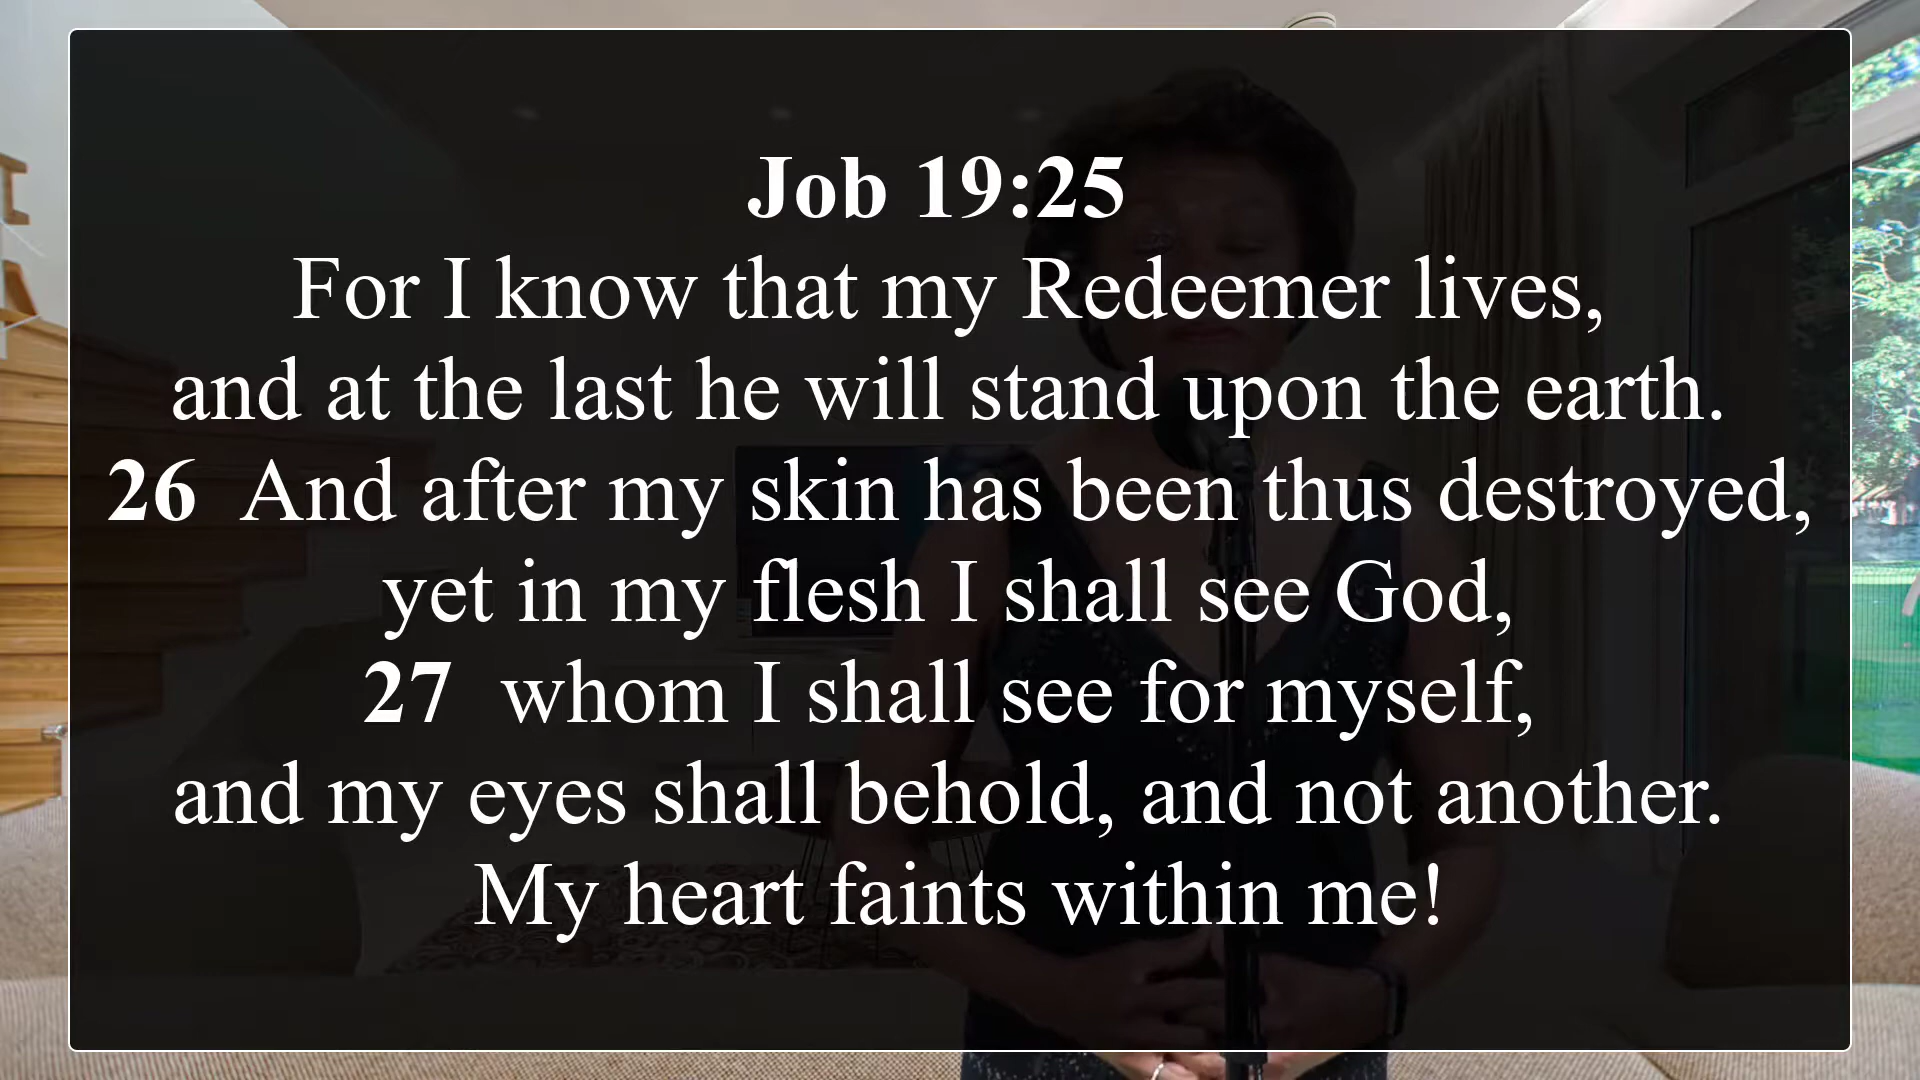 Job 19:25
For I know that my Redeemer lives,
and at the last he will stand upon the earth.
26 And after my skin has been thus destroyed,
yet in my flesh I shall see God,
27 whom I shall see for myself,
and my eyes shall behold, and not another.
My heart faints within me!